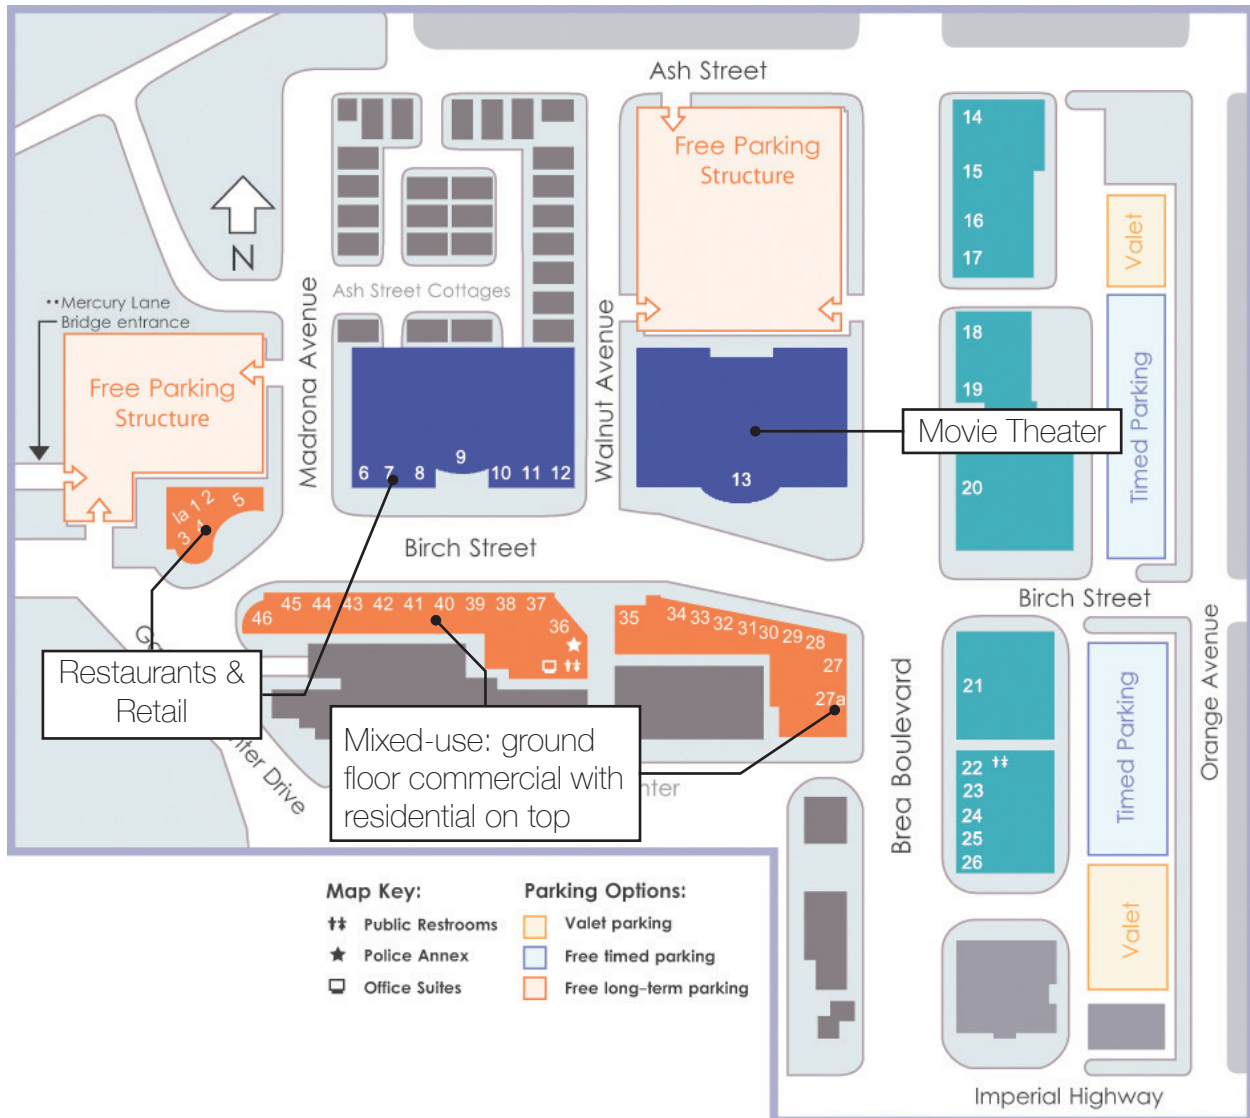 Ash Street
Free Parking
Structure
14
15
16
17
Valet
N
Ash Street Cottages
••Mercury Lane
Bridge entrance
Madrona Avenue
Walnut Avenue
18
19
Timed Parking
Free Parking
Structure
Movie Theater
6 7 8 9 10 11 12
13
20
1a 1 2 5
3 4
Birch Street
Birch Street
46 45 44 43 42 41 40 39 38 37
36
35 34 33 32 31 30 29 28
27
27a
Restaurants &
Retail
Mixed-use: ground
floor commercial with
residential on top
Drive
21
Timed Parking
Orange Avenue
Brea Boulevard
22
23
24
25
26
Valet
Map Key:
Public Restrooms
Police Annex
Office Suites
Parking Options:
Valet parking
Free timed parking
Free long-term parking
Imperial Highway